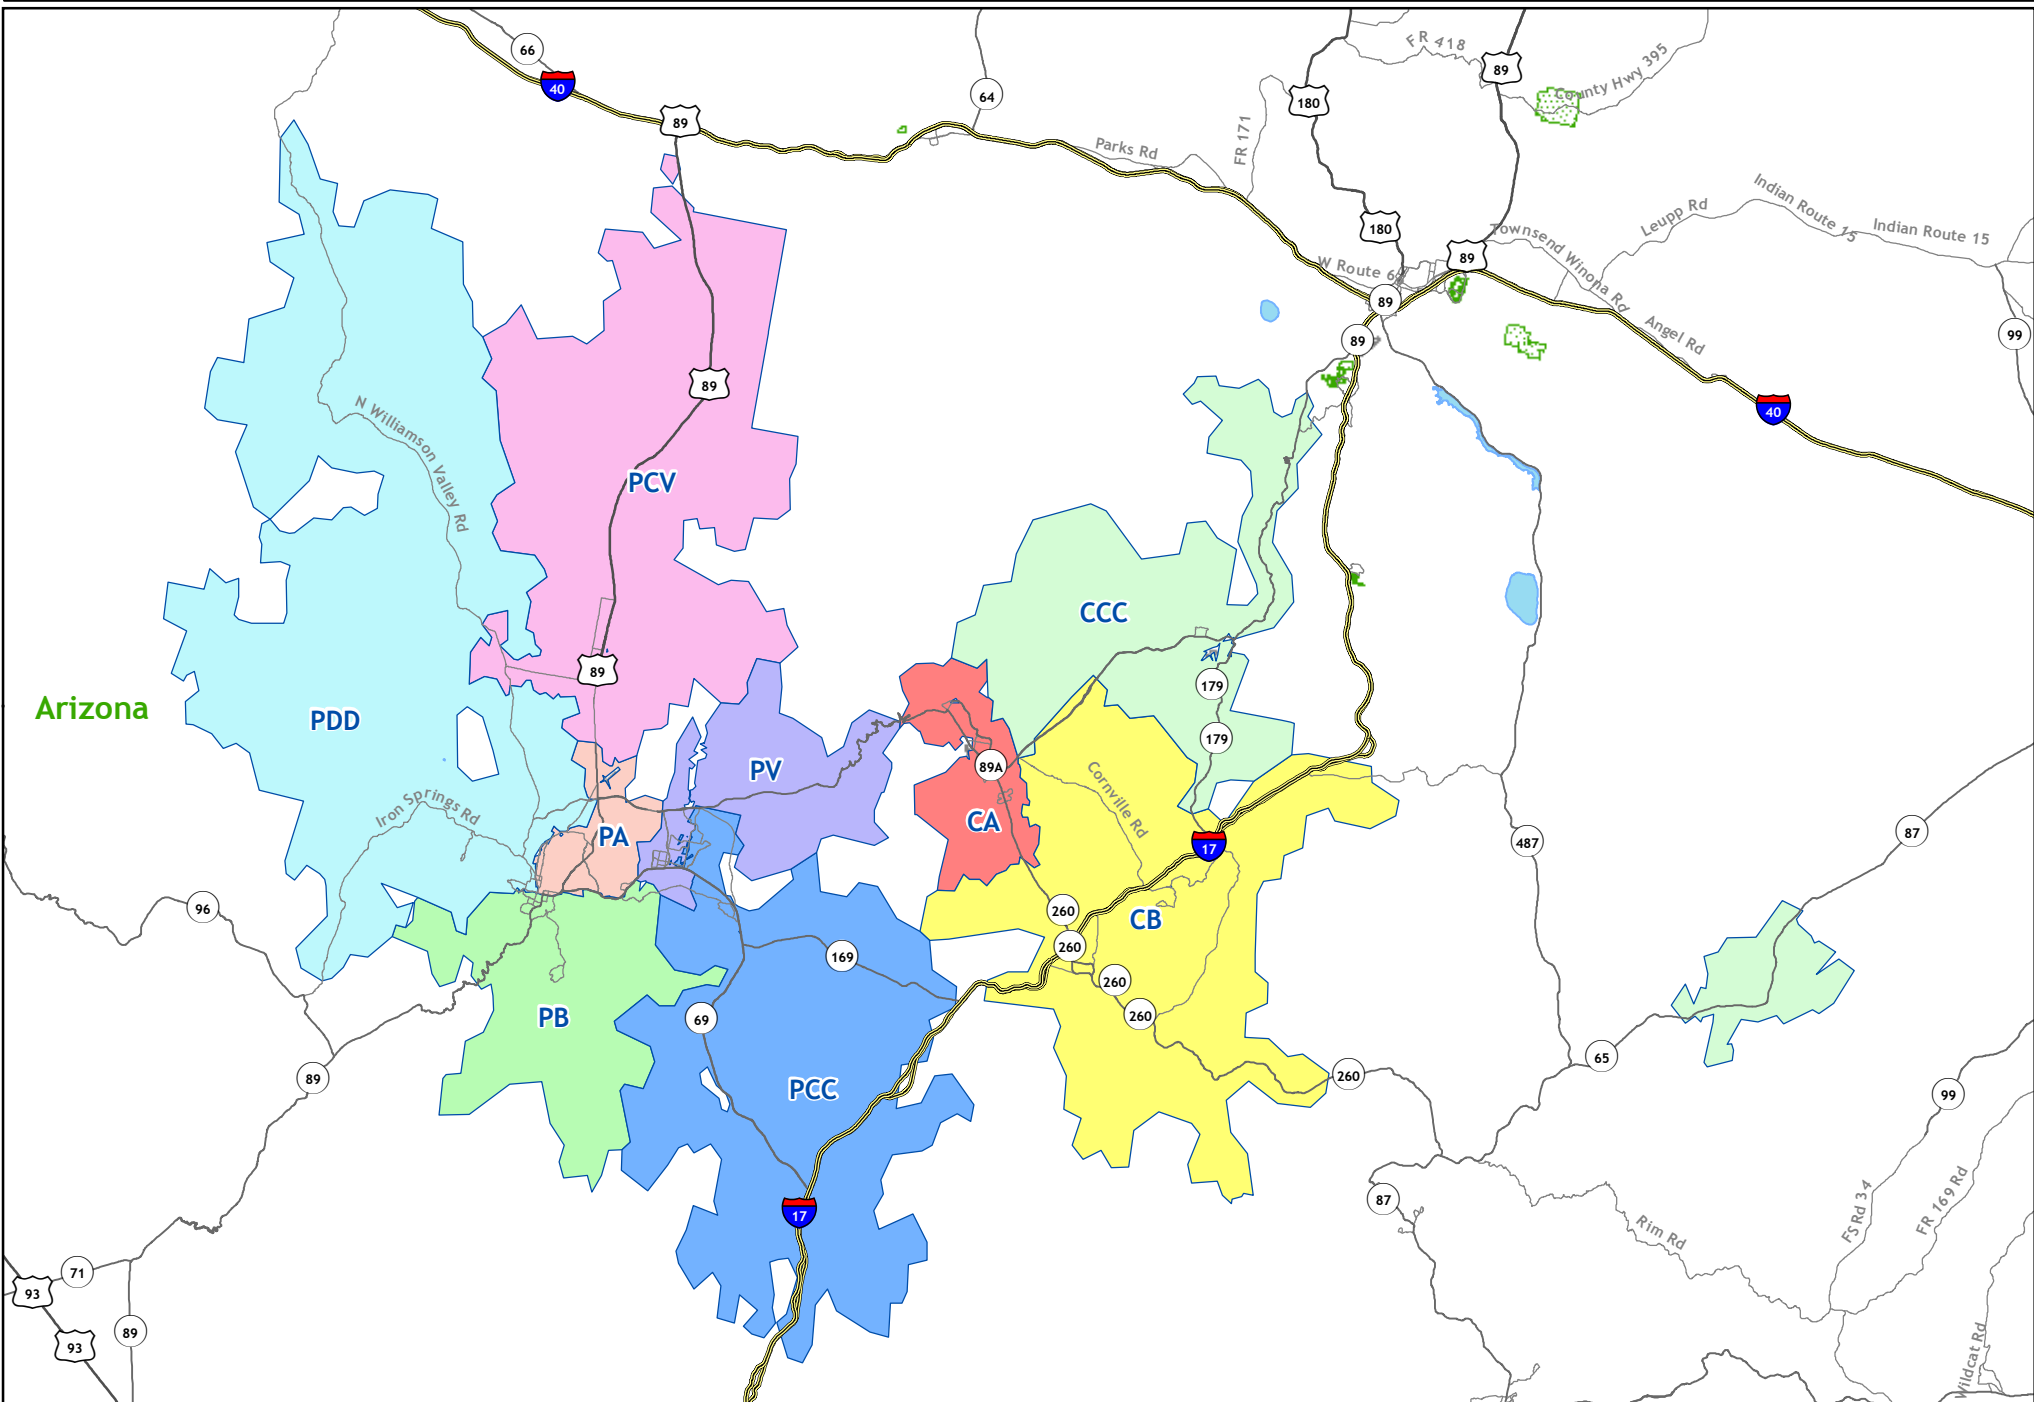 66
40
89
64
Parks Rd
FR 171
180
FR 418
89
County Hwy 395
180
W Route 6
89
Townsend Winona Rd
Leupp Rd
Indian Route 15
Indian Route 15
89
89
Angel Rd
99
40
89
N Williamson Valley Rd
PCV
CCC
89
179
Arizona
PDD
179
PV
89A
Cornville Rd
Iron Springs Rd
PA
CA
17
487
87
96
260
CB
260
169
260
PB
69
260
65
89
PCC
260
99
87
17
FS Rd 34
FR 169 Rd
Rim Rd
71
93
89
93
Wildcat Rd